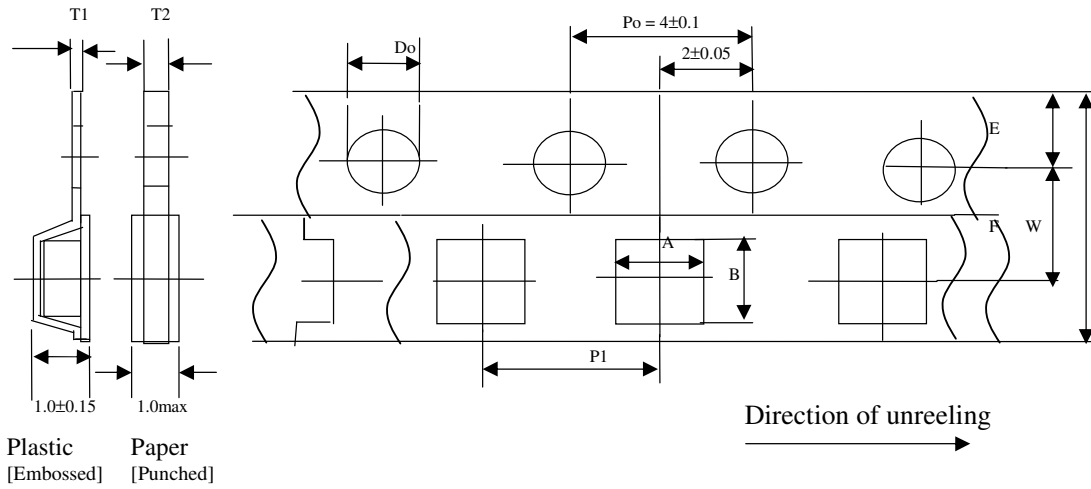 T1
T2
Po = 4±0.1
Do
2±0.05
E
A
F
W
B
P1
1.0±0.15
1.0max
Direction of unreeling
Plastic
Paper
[Embossed]
[Punched]